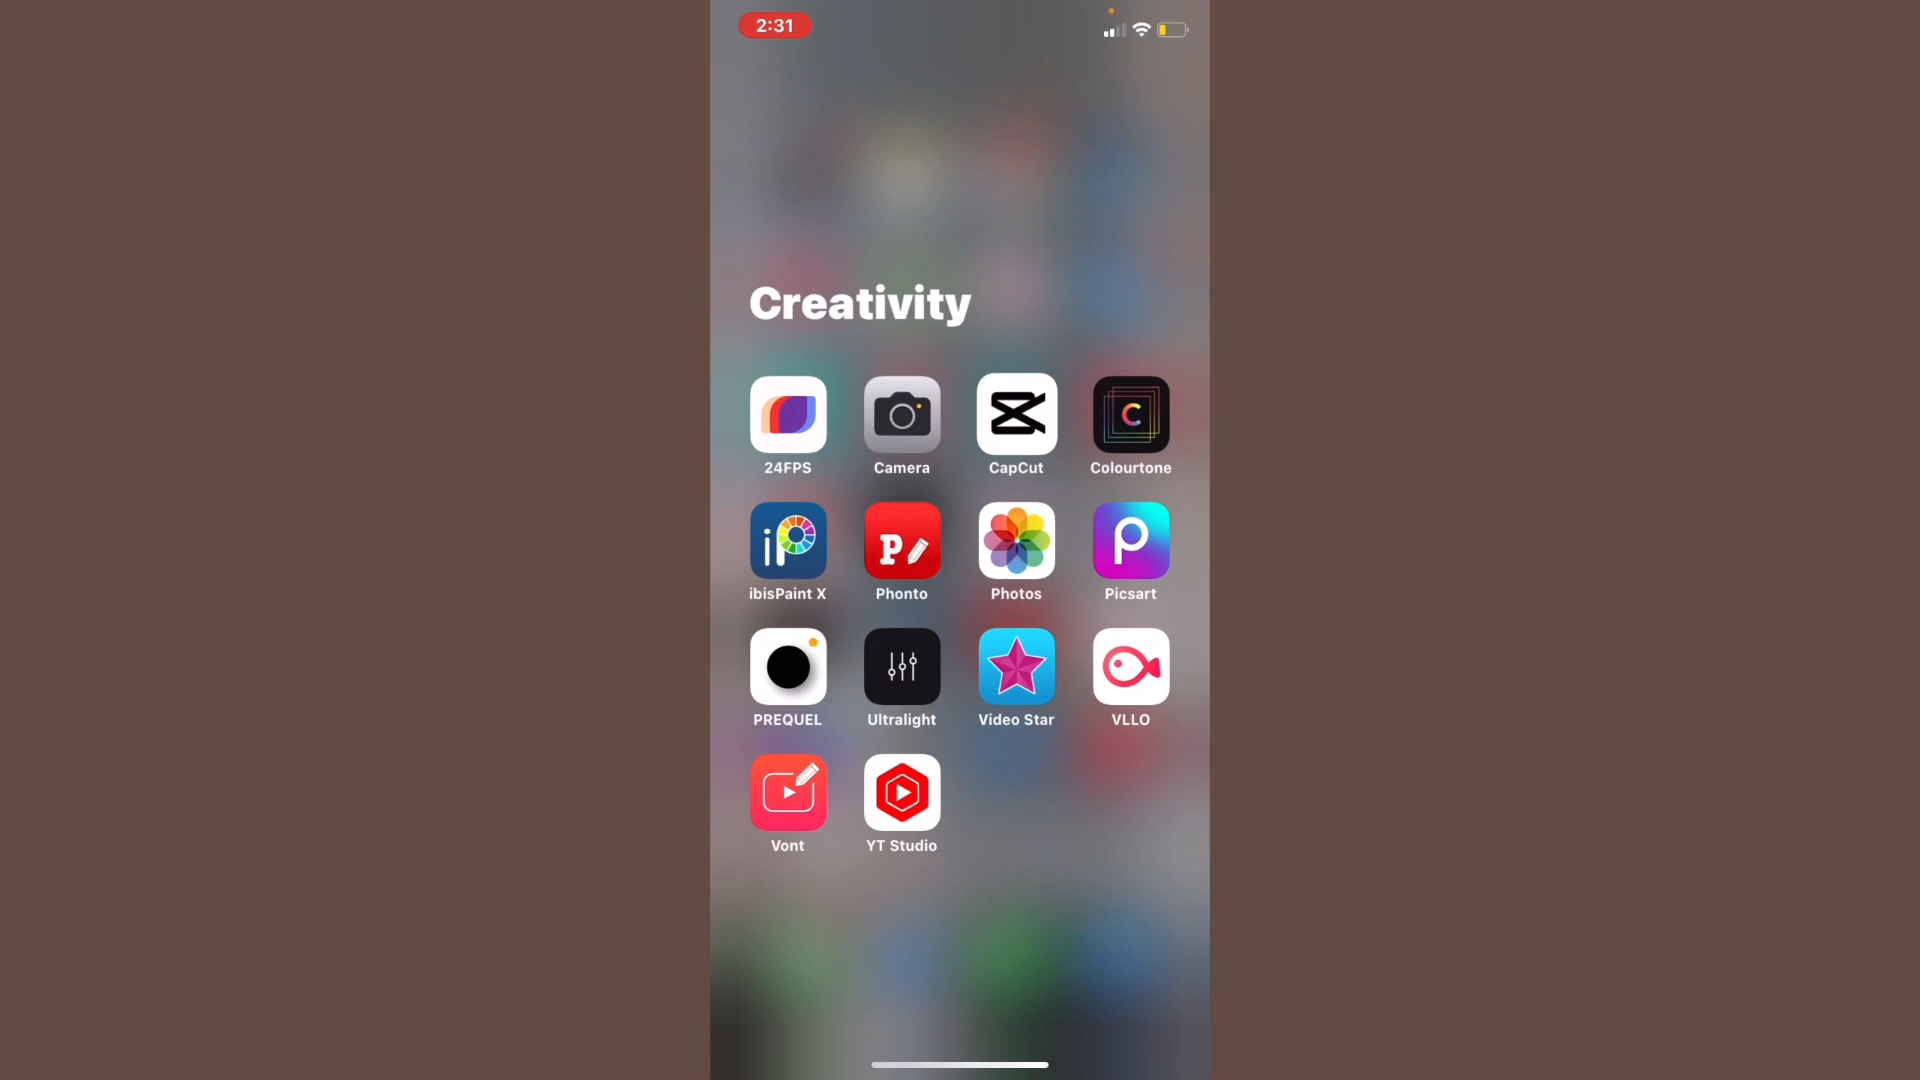 2:31
Creativity
24FPS Camera CapCut Colourtone
ibisPaint X Phonto Photos Picsart
PREQUEL Ultralight Video Star VLLO
Vont YT Studio